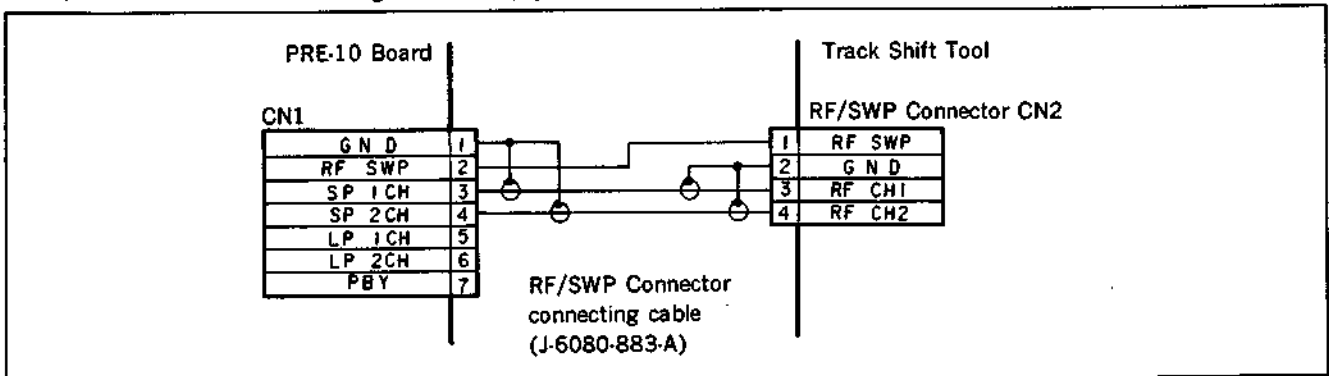 PRE-10 Board
Track Shift Tool
CN1
RF/SWP Connector CN2
GND 1
RF SWP 2
SP 1CH 3
SP 2CH 4
LP 1CH 5
LP 2CH 6
PBY 7
1 RF SWP
2 GND
3 RF CH1
4 RF CH2
RF/SWP Connector
connecting cable
(J-6080-883-A)